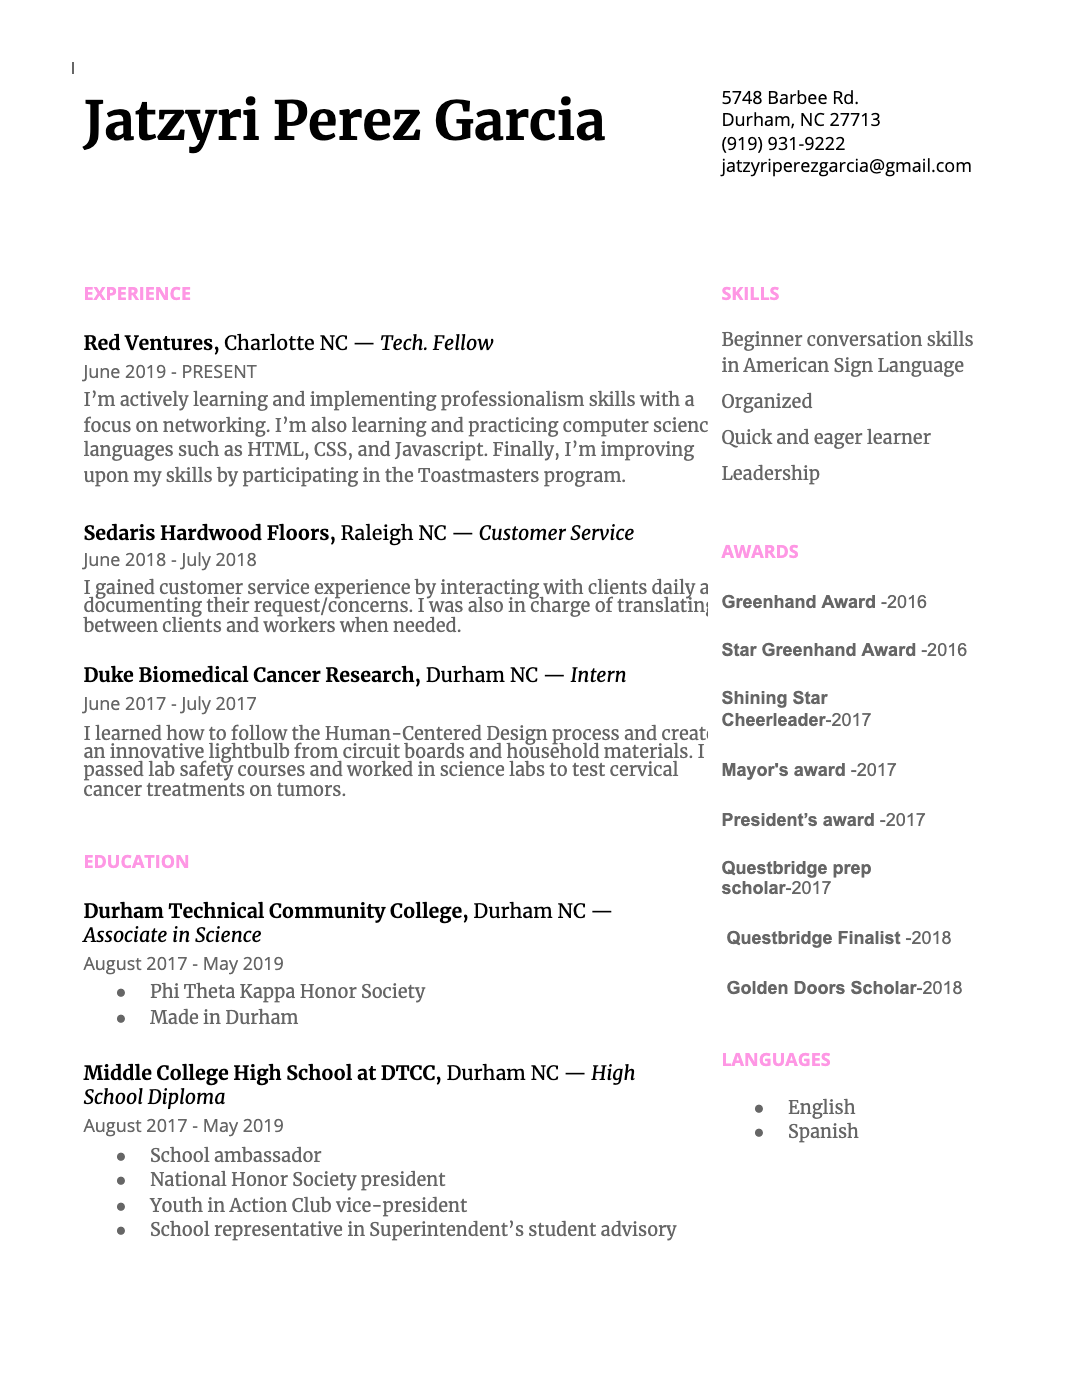 Jatzyri Perez Garcia
5748 Barbee Rd.
Durham, NC 27713
(919) 931-9222
jatzyriperezgarcia@gmail.com
EXPERIENCE
Red Ventures, Charlotte NC — Tech. Fellow
June 2019 - PRESENT
I’m actively learning and implementing professionalism skills with a
focus on networking. I’m also learning and practicing computer scienc
languages such as HTML, CSS, and Javascript. Finally, I’m improving
upon my skills by participating in the Toastmasters program.
Sedaris Hardwood Floors, Raleigh NC — Customer Service
June 2018 - July 2018
I gained customer service experience by interacting with clients daily a
documenting their request/concerns. I was also in charge of translating
between clients and workers when needed.
Duke Biomedical Cancer Research, Durham NC — Intern
June 2017 - July 2017
I learned how to follow the Human-Centered Design process and create
an innovative lightbulb from circuit boards and household materials. I
passed lab safety courses and worked in science labs to test cervical
cancer treatments on tumors.
EDUCATION
Durham Technical Community College, Durham NC —
Associate in Science
August 2017 - May 2019
● Phi Theta Kappa Honor Society
● Made in Durham
Middle College High School at DTCC, Durham NC — High
School Diploma
August 2017 - May 2019
● School ambassador
● National Honor Society president
● Youth in Action Club vice-president
● School representative in Superintendent’s student advisory
SKILLS
Beginner conversation skills
in American Sign Language
Organized
Quick and eager learner
Leadership
AWARDS
Greenhand Award -2016
Star Greenhand Award -2016
Shining Star
Cheerleader-2017
Mayor's award -2017
President’s award -2017
Questbridge prep
scholar-2017
Questbridge Finalist -2018
Golden Doors Scholar-2018
LANGUAGES
● English
● Spanish